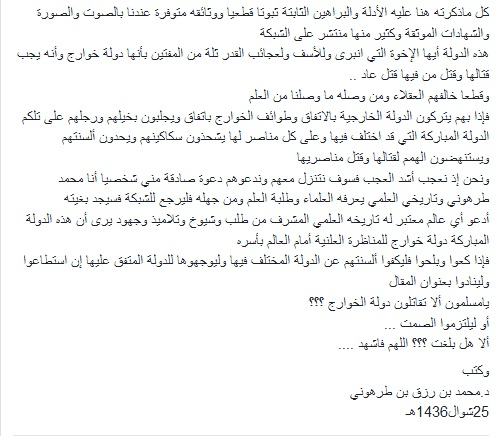 كل ماذكرته هنا عليه الأدلة والبراهين الثابتة ثبوتا قطعيا ووثائقه متوفرة عندنا بالصوت والصورة
والشهادات الموثقة وكثير منها منتشر على الشبكة
هذه الدولة أيها الإخوة التي انبرى وللأسف ولعجائب القدر ثلة من المفتين بأنها دولة خوارج وأنه يجب
قتالها وقتل من فيها قتل عاد ..
وقطعا خالفهم العقلاء ومن وصله ما وصلنا من العلم
فإذا بهم يتركون الدولة الخارجية بالاتفاق وطوائف الخوارج باتفاق ويجلبون بخيلهم ورجلهم على تلكم
الدولة المباركة التي قد اختلف فيها وعلى كل مناصر لها يشحذون سكاكينهم ويحدون ألسنتهم
ويستنهضون الهمم لقتالها وقتل مناصريها
ونحن إذ نعجب أشد العجب فسوف نتنزل معهم وندعوهم دعوة صادقة مني شخصيا أنا محمد
طرهوني وتاريخي العلمي يعرفه العلماء وطلبة العلم ومن جهله فليرجع للشبكة فسيجد بغيته
أدعو أي عالم معتبر له تاريخه العلمي المشرف من طلب وشيوخ وتلاميذ وجهود يرى أن هذه الدولة
المباركة دولة خوارج للمناظرة العلنية أمام العالم بأسره
فإذا كعوا وبلحوا فليكفوا ألسنتهم عن الدولة المختلف فيها وليوجهوها للدولة المتفق عليها إن استطاعوا
ولينادوا بعنوان المقال
يامسلمون ألا تقاتلون دولة الخوارج ؟؟؟
أو ليلتزموا الصمت ...
ألا هل بلغت ؟؟؟ اللهم فاشهد ....
وكتب
د.محمد بن رزق بن طرهوني
25شوال1436هـ